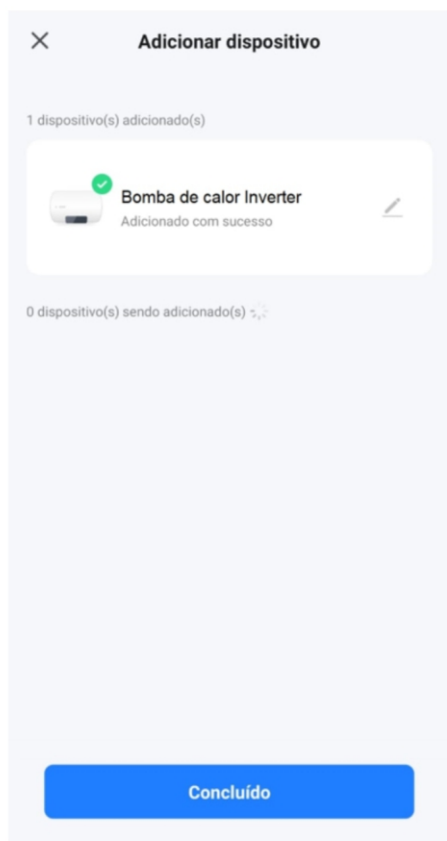 Adicionar dispositivo
1 dispositivo(s) adicionado(s)
Bomba de calor Inverter
Adicionado com sucesso
0 dispositivo(s) sendo adicionado(s)
Concluído